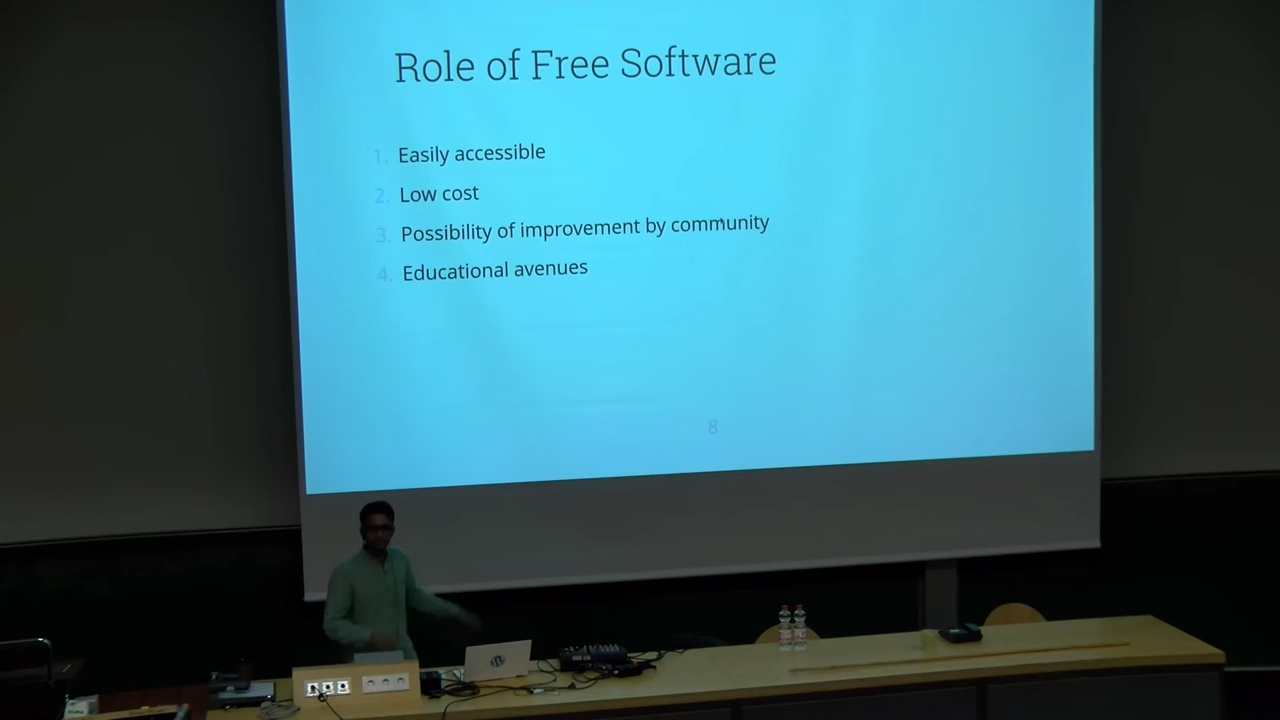 Role of Free Software
1. Easily accessible
2. Low cost
3. Possibility of improvement by community
4. Educational avenues
8